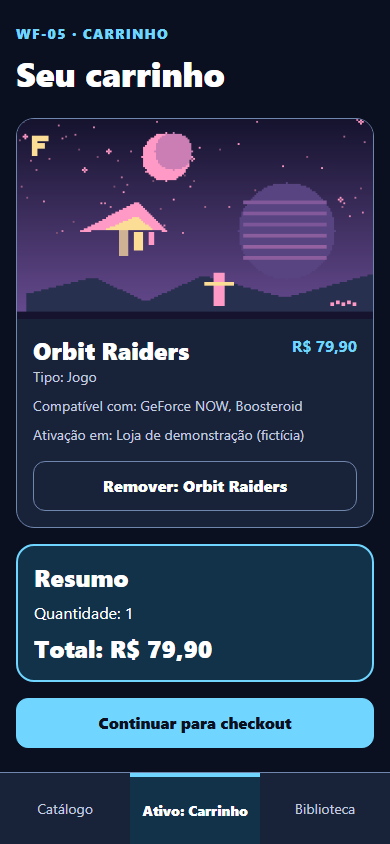 WF-05 · CARRINHO
Seu carrinho
F
Orbit Raiders
R$ 79,90
Tipo: Jogo
Compatível com: GeForce NOW, Boosteroid
Ativação em: Loja de demonstração (fictícia)
Remover: Orbit Raiders
Resumo
Quantidade: 1
Total: R$ 79,90
Continuar para checkout
Catálogo
Ativo: Carrinho
Biblioteca